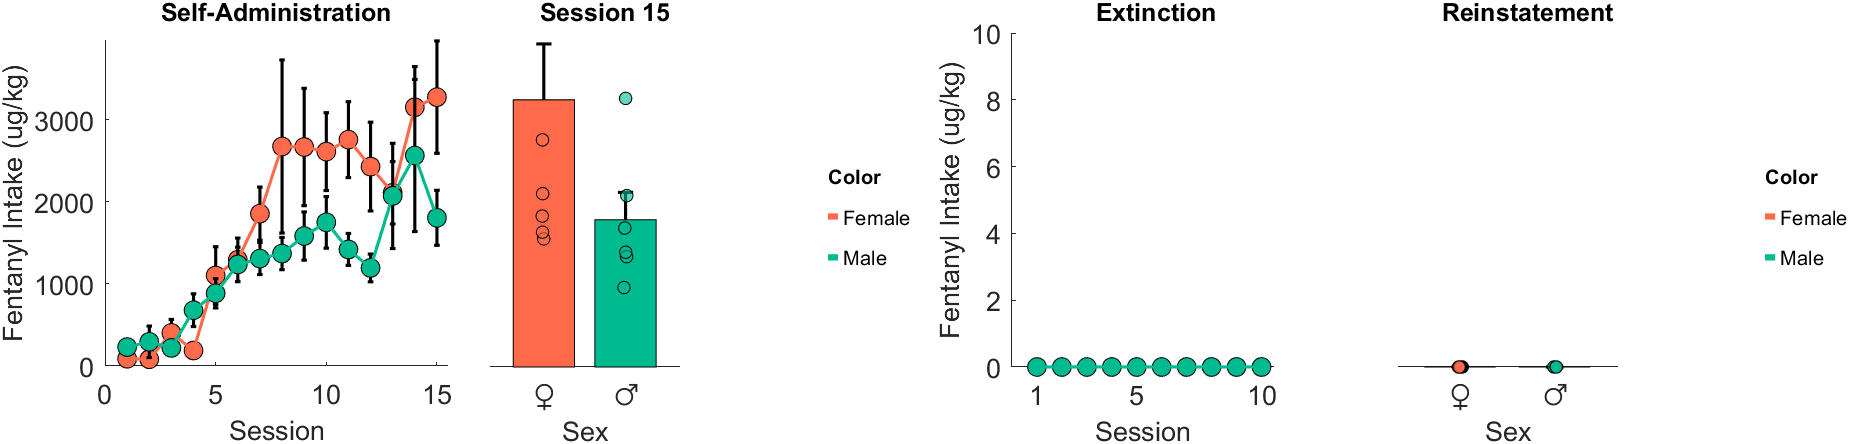 Self-Administration
Session 15
Extinction
Reinstatement
Fentanyl Intake (ug/kg)
3000
2000
1000
0
0
5
10
15
Session
♀
♂
Sex
Color
Female
Male
Fentanyl Intake (ug/kg)
10
8
6
4
2
0
1
5
10
Session
♀
♂
Sex
Color
Female
Male